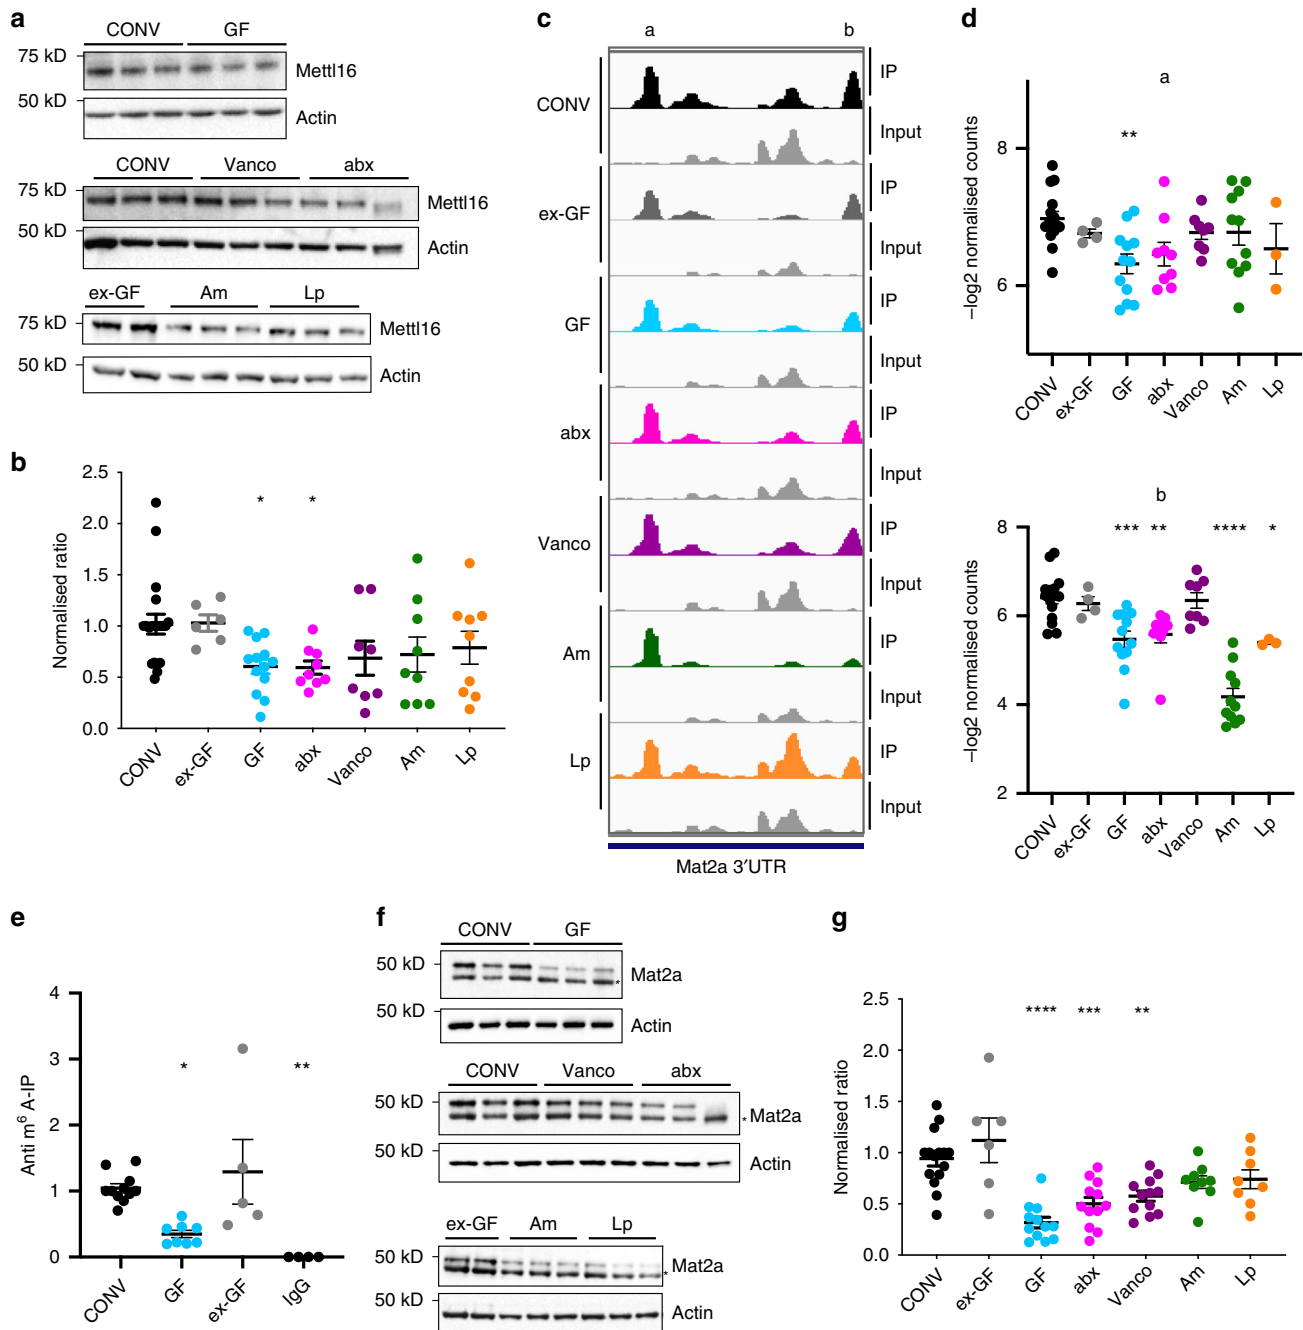 a
CONV GF
75 kD
Mettl16
50 kD
Actin
CONV Vanco abx
75 kD
Mettl16
50 kD
Actin
ex-GF Am Lp
75 kD
Mettl16
50 kD
Actin
b
Normalised ratio
2.5
2.0
1.5
1.0
0.5
0.0
* *
CONV ex-GF GF abx Vanco Am Lp
c
a b
CONV IP
Input
ex-GF IP
Input
GF IP
Input
abx IP
Input
Vanco IP
Input
Am IP
Input
Lp IP
Input
Mat2a 3′UTR
d
a
–log2 normalised counts
8
6
**
CONV ex-GF GF abx Vanco Am Lp
b
–log2 normalised counts
8
6
4
2
*** ** **** *
CONV ex-GF GF abx Vanco Am Lp
e
Anti m⁶ A-IP
4
3
2
1
0
* **
CONV GF ex-GF IgG
f
CONV GF
50 kD
Mat2a
*
50 kD
Actin
CONV Vanco abx
50 kD
* Mat2a
50 kD
Actin
ex-GF Am Lp
50 kD
Mat2a
*
50 kD
Actin
g
Normalised ratio
2.5
2.0
1.5
1.0
0.5
0.0
**** *** **
CONV ex-GF GF abx Vanco Am Lp